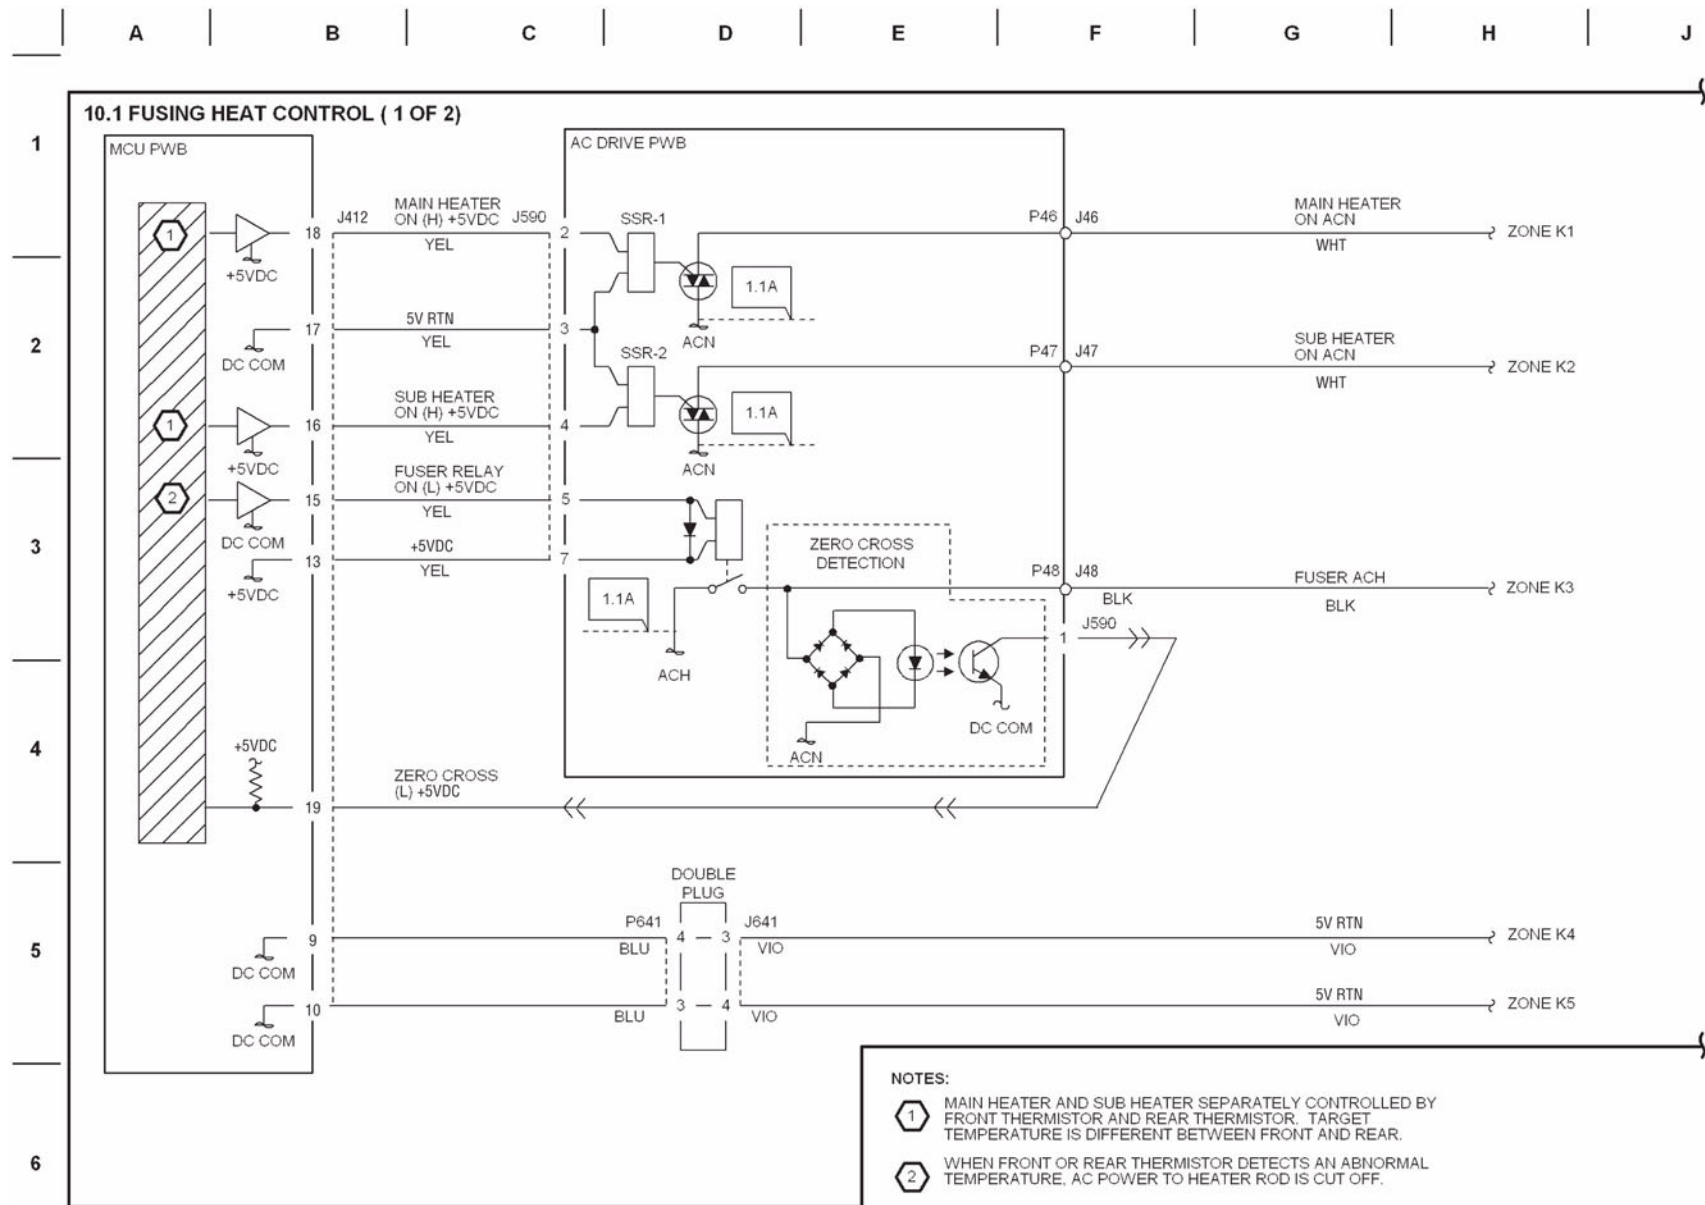 A B C D E F G H J
10.1 FUSING HEAT CONTROL ( 1 OF 2)
1
MCU PWB
AC DRIVE PWB
1
+5VDC
18
J412
MAIN HEATER
ON (H) +5VDC
YEL
J590
2
SSR-1
1.1A
ACN
P46
J46
MAIN HEATER
ON ACN
WHT
ZONE K1
2
DC COM
17
5V RTN
YEL
3
SSR-2
1.1A
ACN
P47
J47
SUB HEATER
ON ACN
WHT
ZONE K2
1
+5VDC
16
SUB HEATER
ON (H) +5VDC
YEL
4
3
2
DC COM
15
FUSER RELAY
ON (L) +5VDC
YEL
5
+5VDC
13
+5VDC
YEL
7
1.1A
ACH
ZERO CROSS
DETECTION
P48
J48
BLK
FUSER ACH
BLK
ZONE K3
1
J590
DC COM
ACN
4
+5VDC
19
ZERO CROSS
(L) +5VDC
5
DOUBLE
PLUG
DC COM
9
P641
BLU
4
3
J641
VIO
5V RTN
VIO
ZONE K4
DC COM
10
BLU
3
4
VIO
5V RTN
VIO
ZONE K5
6
NOTES:
1
MAIN HEATER AND SUB HEATER SEPARATELY CONTROLLED BY
FRONT THERMISTOR AND REAR THERMISTOR. TARGET
TEMPERATURE IS DIFFERENT BETWEEN FRONT AND REAR.
2
WHEN FRONT OR REAR THERMISTOR DETECTS AN ABNORMAL
TEMPERATURE, AC POWER TO HEATER ROD IS CUT OFF.